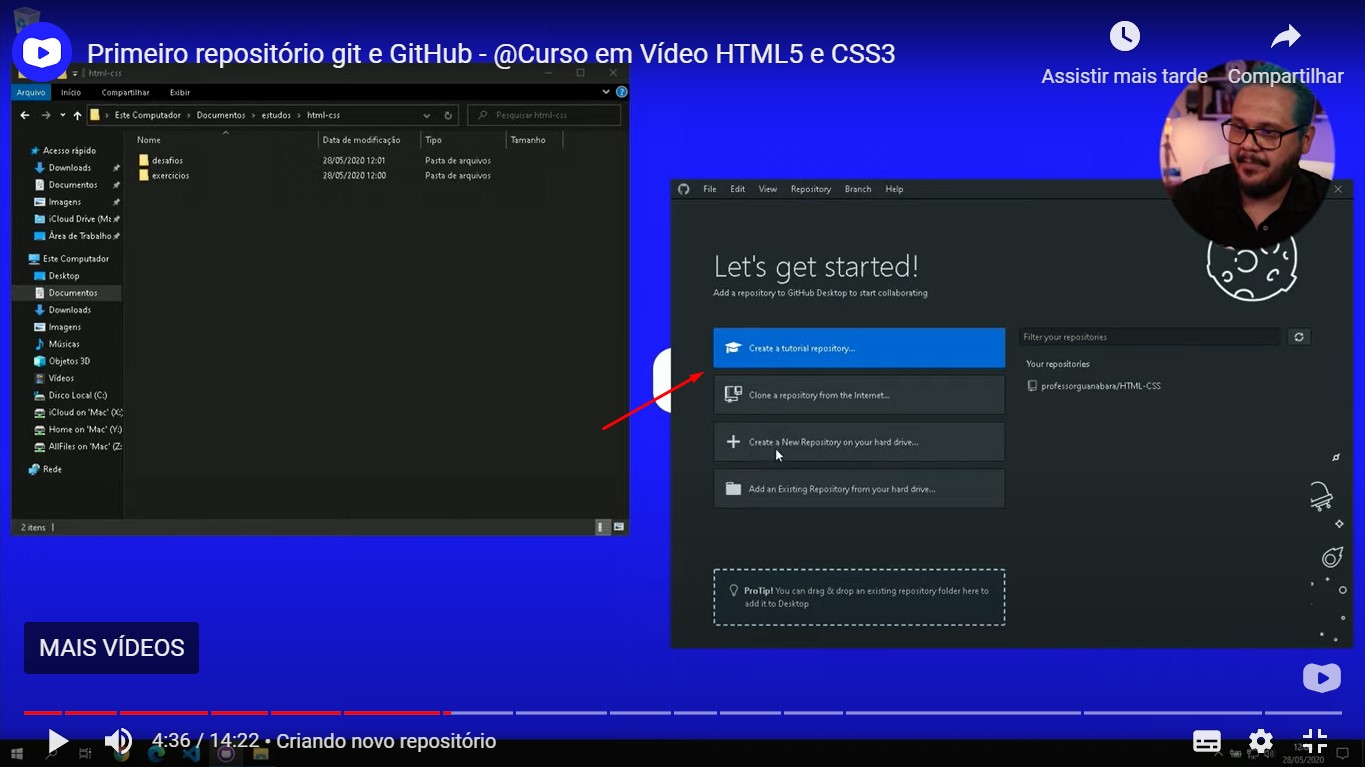 Primeiro repositório git e GitHub - @Curso em Vídeo HTML5 e CSS3
Assistir mais tarde
Compartilhar
html-css
Arquivo Início Compartilhar Exibir
Este Computador > Documentos > estudos > html-css
Pesquisar html-css
Nome Data de modificação Tipo Tamanho
desafios 28/05/2020 12:01 Pasta de arquivos
exercicios 28/05/2020 12:00 Pasta de arquivos
Acesso rápido
Downloads
Documentos
Imagens
iCloud Drive (Ma
Área de Trabalho
Este Computador
Desktop
Documentos
Downloads
Imagens
Músicas
Objetos 3D
Vídeos
Disco Local (C:)
iCloud on 'Mac' (X:)
Home on 'Mac' (Y:)
AllFiles on 'Mac' (Z:
Rede
2 itens
File Edit View Repository Branch Help
Let's get started!
Add a repository to GitHub Desktop to start collaborating
Create a tutorial repository...
Clone a repository from the Internet...
Create a New Repository on your hard drive...
Add an Existing Repository from your hard drive...
Filter your repositories
Your repositories
professorguanabara/HTML-CSS
ProTip! You can drag & drop an existing repository folder here to
add it to Desktop
MAIS VÍDEOS
4:36 / 14:22 • Criando novo repositório
28/05/2020